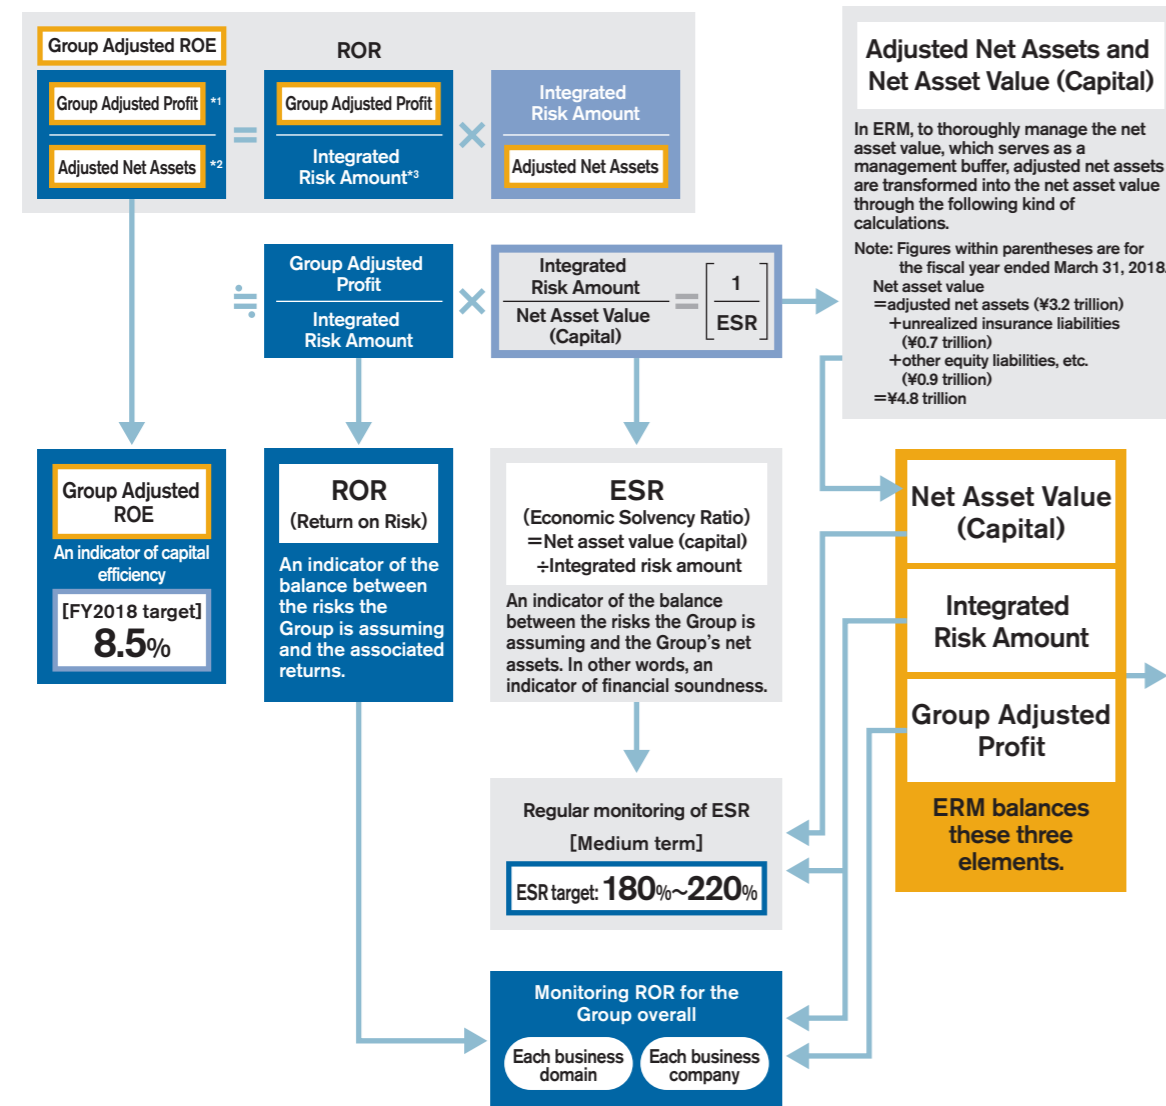 Group Adjusted ROE
ROR
Group Adjusted Profit *1
Adjusted Net Assets *2
=
Group Adjusted Profit
Integrated
Risk Amount*3
×
Integrated
Risk Amount
Adjusted Net Assets
≒
Group Adjusted
Profit
Integrated
Risk Amount
×
Integrated
Risk Amount
Net Asset Value
(Capital)
=
[1
ESR]
Adjusted Net Assets and
Net Asset Value (Capital)
In ERM, to thoroughly manage the net
asset value, which serves as a
management buffer, adjusted net assets
are transformed into the net asset value
through the following kind of
calculations.
Note: Figures within parentheses are for
the fiscal year ended March 31, 2018.
Net asset value
=adjusted net assets (¥3.2 trillion)
+unrealized insurance liabilities
(¥0.7 trillion)
+other equity liabilities, etc.
(¥0.9 trillion)
=¥4.8 trillion
Group Adjusted
ROE
An indicator of capital
efficiency
[FY2018 target]
8.5%
ROR
(Return on Risk)
An indicator of the
balance between
the risks the
Group is assuming
and the associated
returns.
ESR
(Economic Solvency Ratio)
=Net asset value (capital)
÷Integrated risk amount
An indicator of the balance
between the risks the Group is
assuming and the Group's net
assets. In other words, an
indicator of financial soundness.
Net Asset Value
(Capital)
Integrated
Risk Amount
Group Adjusted
Profit
ERM balances
these three
elements.
Regular monitoring of ESR
[Medium term]
ESR target: 180%～220%
Monitoring ROR for the
Group overall
Each business
domain
Each business
company